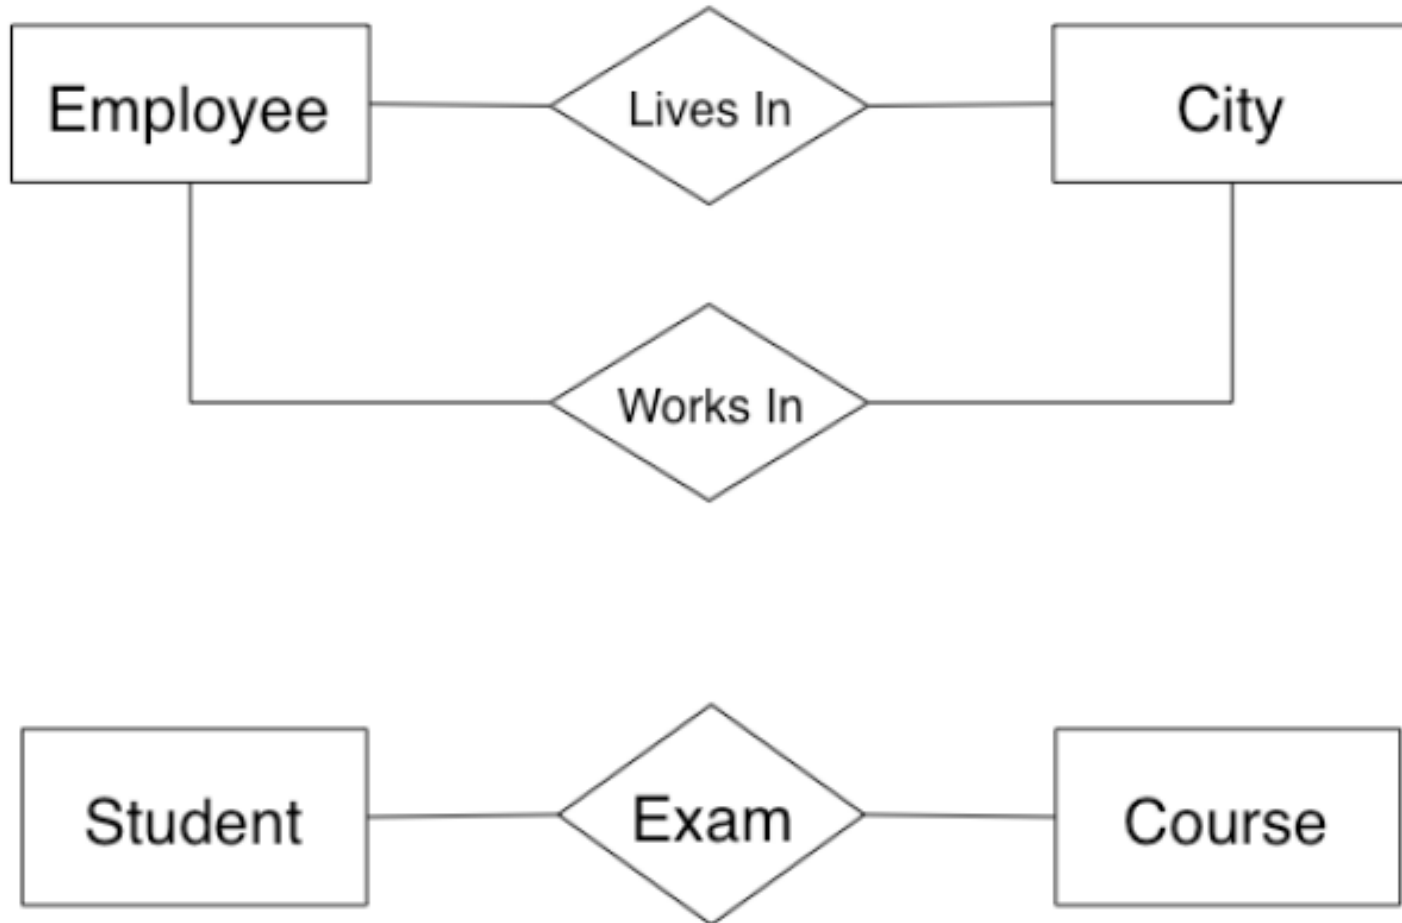 Employee
Lives In
City
Works In
Student
Exam
Course